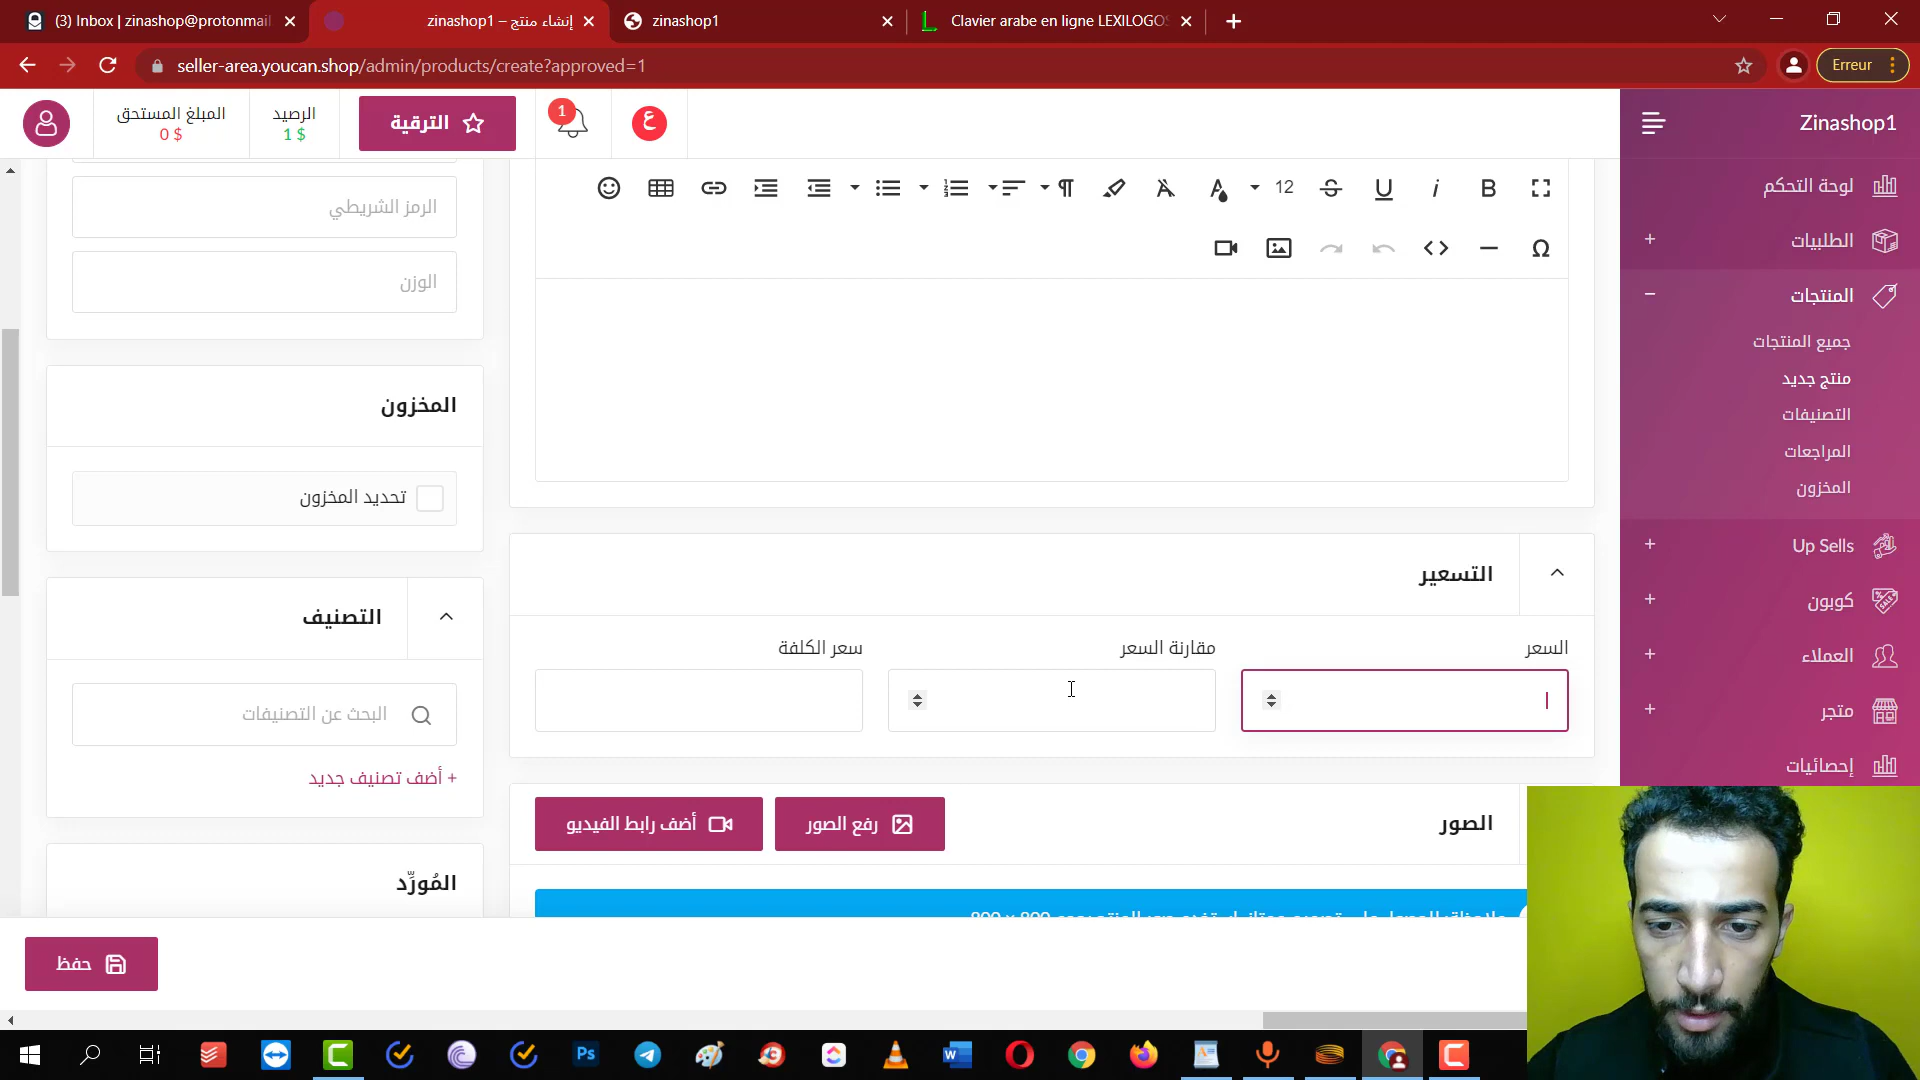 (3) Inbox | zinashop@protonmail
إنشاء منتج – zinashop1
zinashop1
Clavier arabe en ligne LEXILOGOS
seller-area.youcan.shop/admin/products/create?approved=1
Erreur
المبلغ المستحق
0 $
الرصيد
1 $
الترقية
1
ع
Zinashop1
لوحة التحكم
الطلبيات
المنتجات
جميع المنتجات
منتج جديد
التصنيفات
المراجعات
المخزون
Up Sells
كوبون
العملاء
متجر
إحصائيات
12
الرمز الشريطي
الوزن
المخزون
تحديد المخزون
التصنيف
البحث عن التصنيفات
+ أضف تصنيف جديد
المُورِّد
التسعير
السعر
مقارنة السعر
سعر الكلفة
الصور
رفع الصور
أضف رابط الفيديو
حفظ